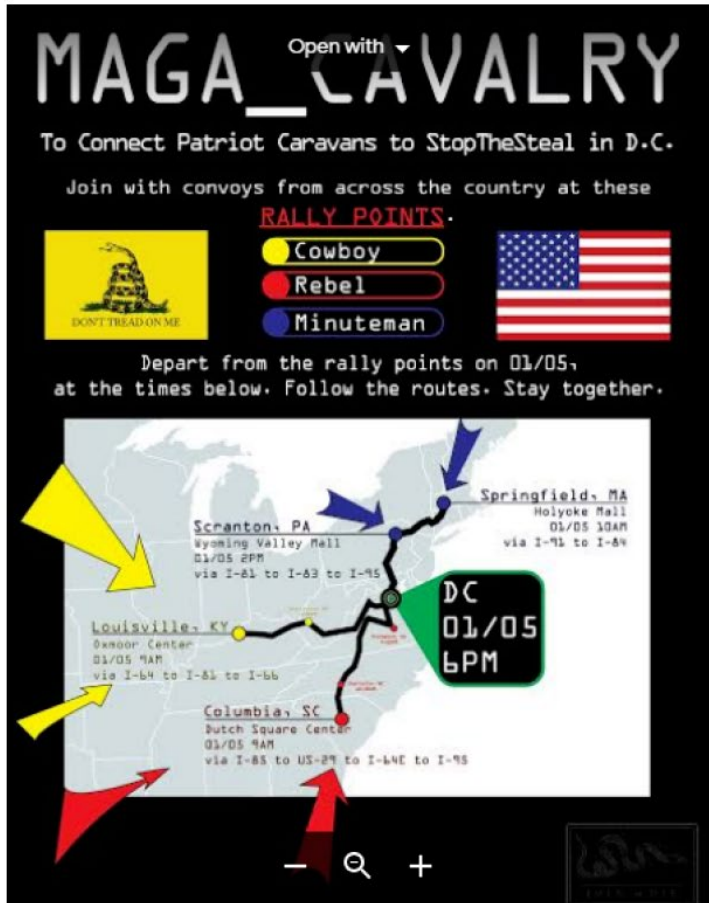 Open with
MAGA_CAVALRY
To Connect Patriot Caravans to StopTheSteal in D.C.
Join with convoys from across the country at these
RALLY POINTS.
Cowboy
Rebel
Minuteman
DON'T TREAD ON ME
Depart from the rally points on 01/05,
at the times below. Follow the routes. Stay together.
Springfield, MA
Holyoke Mall
01/05 10AM
via I-91 to I-84
Scranton, PA
Wyoming Valley Mall
01/05 2PM
via I-81 to I-83 to I-95
DC
01/05
6PM
Louisville, KY
Oxmoor Center
01/05 9AM
via I-64 to I-81 to I-66
Columbia, SC
Dutch Square Center
01/05 9AM
via I-85 to US-29 to I-64E to I-95
JOIN or DIE